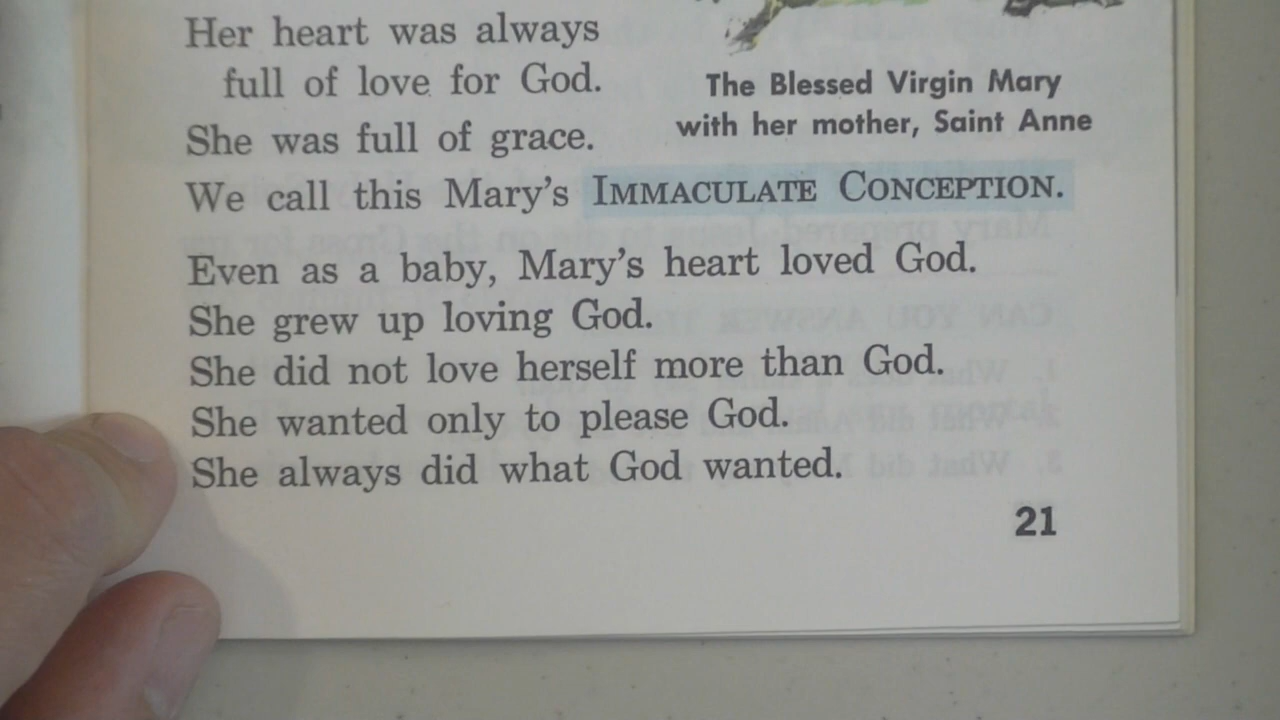 Her heart was always
full of love for God.
She was full of grace.
The Blessed Virgin Mary
with her mother, Saint Anne
We call this Mary's IMMACULATE CONCEPTION.
Even as a baby, Mary's heart loved God.
She grew up loving God.
She did not love herself more than God.
She wanted only to please God.
She always did what God wanted.
21